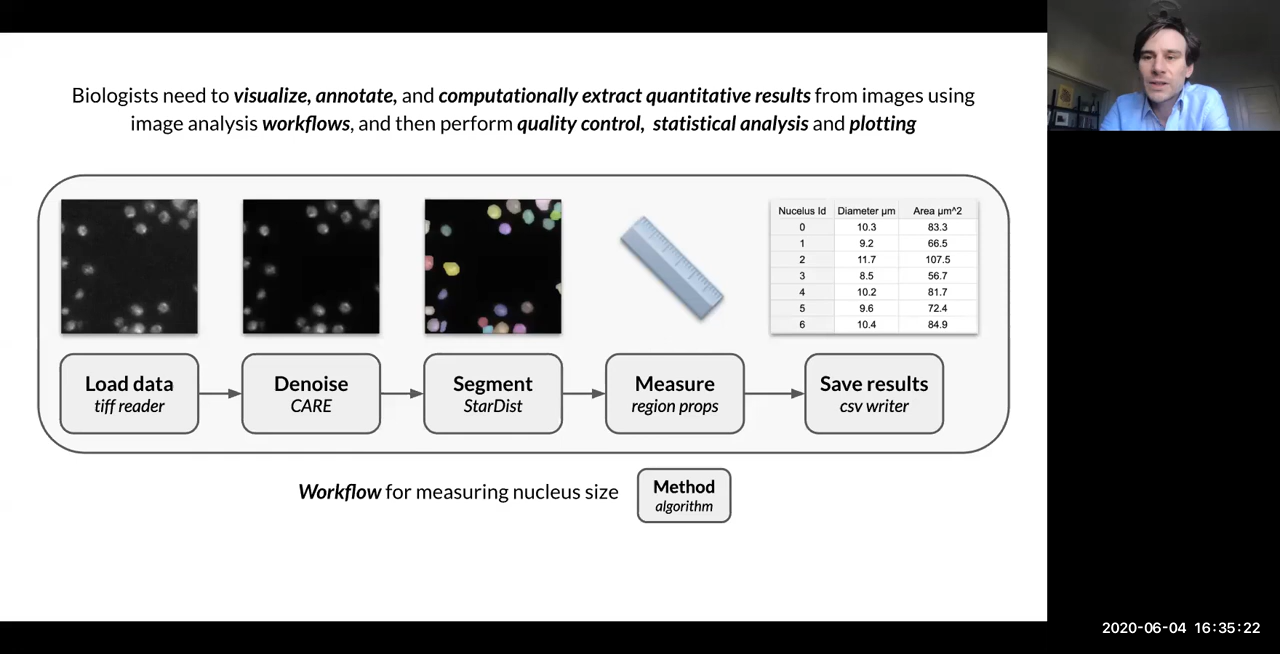 Biologists need to visualize, annotate, and computationally extract quantitative results from images using
image analysis workflows, and then perform quality control, statistical analysis and plotting
Nucelus Id Diameter µm Area µm^2
0 10.3 83.3
1 9.2 66.5
2 11.7 107.5
3 8.5 56.7
4 10.2 81.7
5 9.6 72.4
6 10.4 84.9
Load data
tiff reader
Denoise
CARE
Segment
StarDist
Measure
region props
Save results
csv writer
Workflow for measuring nucleus size
Method
algorithm
2020-06-04 16:35:22